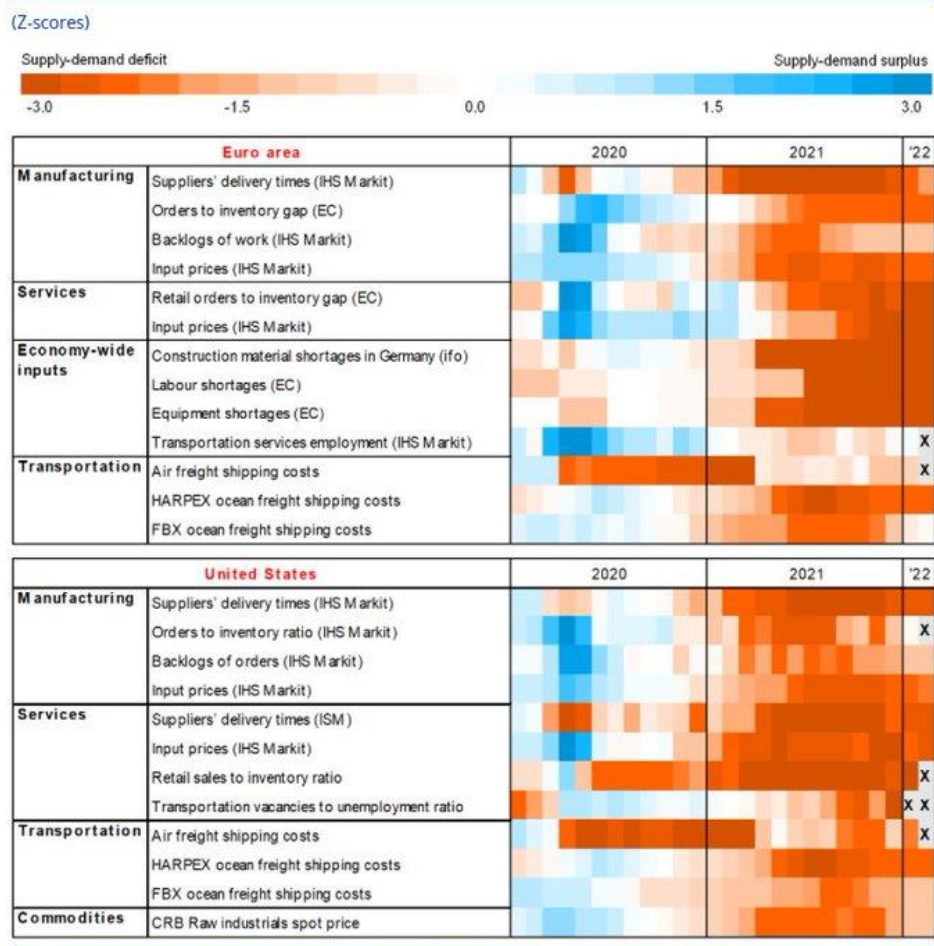 (Z-scores)
Supply-demand deficit Supply-demand surplus
-3.0 -1.5 0.0 1.5 3.0
Euro area 2020 2021 '22
Manufacturing Suppliers' delivery times (IHS Markit)
Orders to inventory gap (EC)
Backlogs of work (IHS Markit)
Input prices (IHS Markit)
Services Retail orders to inventory gap (EC)
Input prices (IHS Markit)
Economy-wide Construction material shortages in Germany (ifo)
inputs Labour shortages (EC)
Equipment shortages (EC)
Transportation services employment (IHS Markit) X
Transportation Air freight shipping costs X
HARPEX ocean freight shipping costs
FBX ocean freight shipping costs
United States 2020 2021 '22
Manufacturing Suppliers' delivery times (IHS Markit)
Orders to inventory ratio (IHS Markit) X
Backlogs of orders (IHS Markit)
Input prices (IHS Markit)
Services Suppliers' delivery times (ISM)
Input prices (IHS Markit)
Retail sales to inventory ratio X
Transportation vacancies to unemployment ratio X X
Transportation Air freight shipping costs X
HARPEX ocean freight shipping costs
FBX ocean freight shipping costs
Commodities CRB Raw industrials spot price